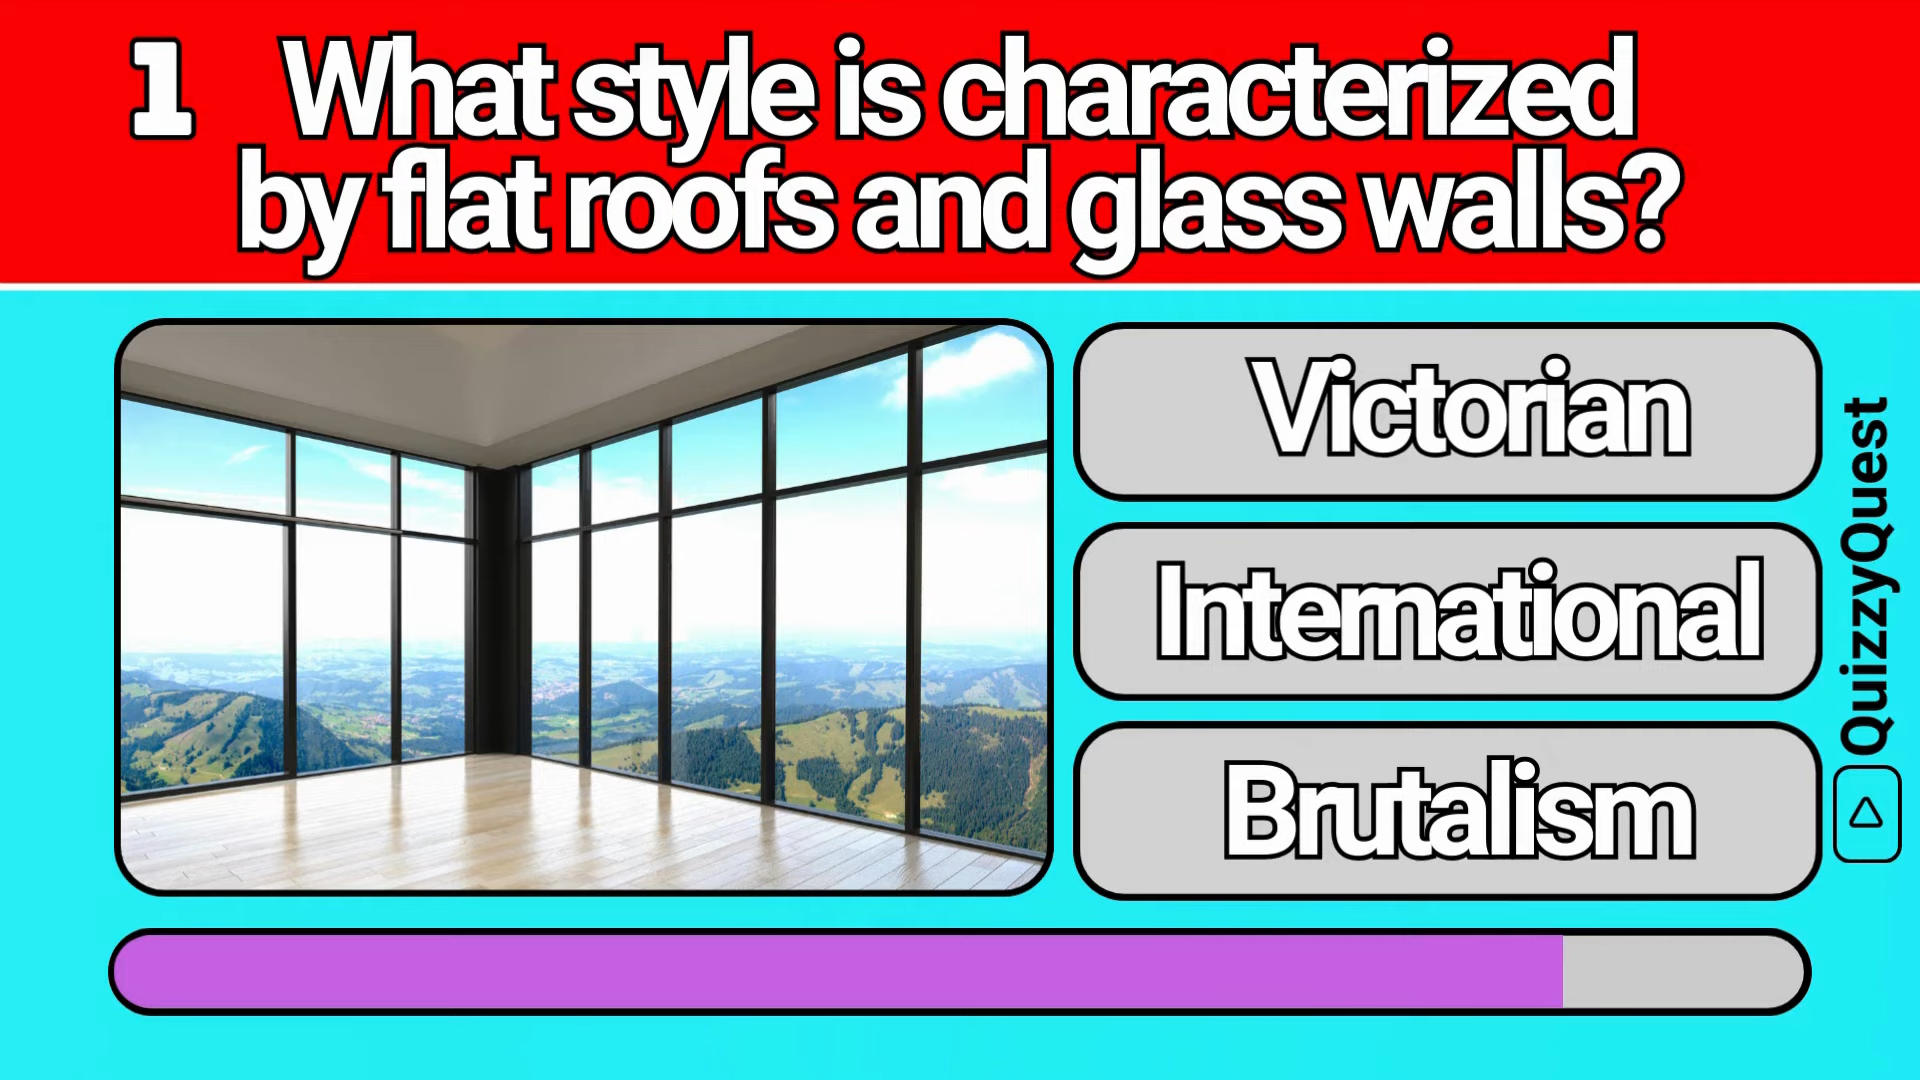 1
What style is characterized
by flat roofs and glass walls?
Victorian
International
Brutalism
QuizzyQuest